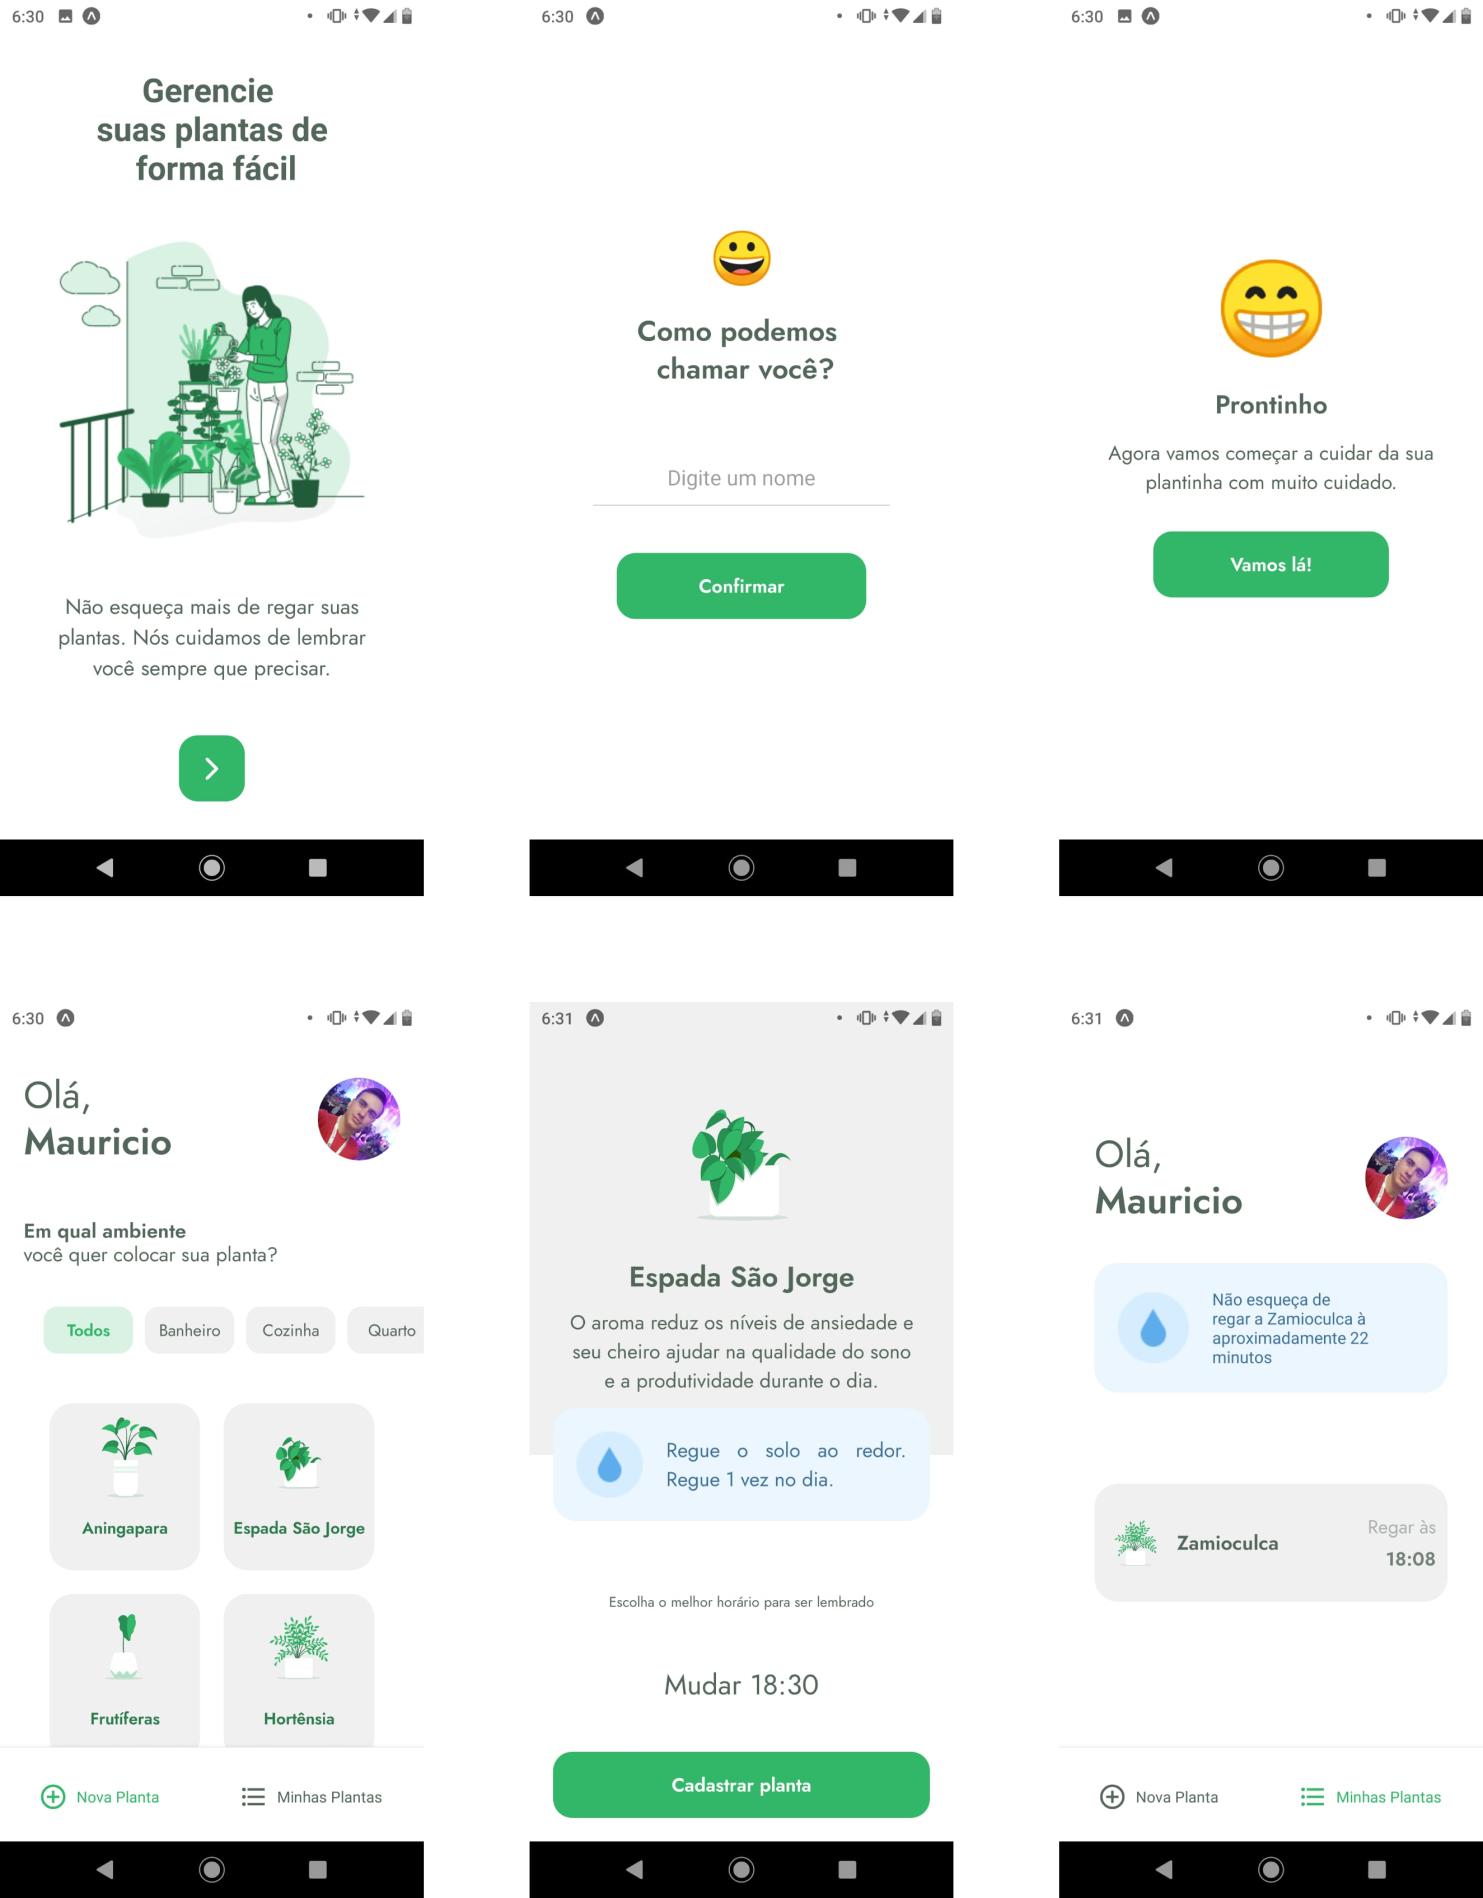 6:30
Gerencie
suas plantas de
forma fácil
Não esqueça mais de regar suas
plantas. Nós cuidamos de lembrar
você sempre que precisar.
6:30
Como podemos
chamar você?
Digite um nome
Confirmar
6:30
Prontinho
Agora vamos começar a cuidar da sua
plantinha com muito cuidado.
Vamos lá!
6:30
Olá,
Mauricio
Em qual ambiente
você quer colocar sua planta?
Todos Banheiro Cozinha Quarto
Aningapara Espada São Jorge
Frutíferas Hortênsia
Nova Planta Minhas Plantas
6:31
Espada São Jorge
O aroma reduz os níveis de ansiedade e
seu cheiro ajudar na qualidade do sono
e a produtividade durante o dia.
Regue o solo ao redor.
Regue 1 vez no dia.
Escolha o melhor horário para ser lembrado
Mudar 18:30
Cadastrar planta
6:31
Olá,
Mauricio
Não esqueça de
regar a Zamioculca à
aproximadamente 22
minutos
Zamioculca
Regar às
18:08
Nova Planta Minhas Plantas